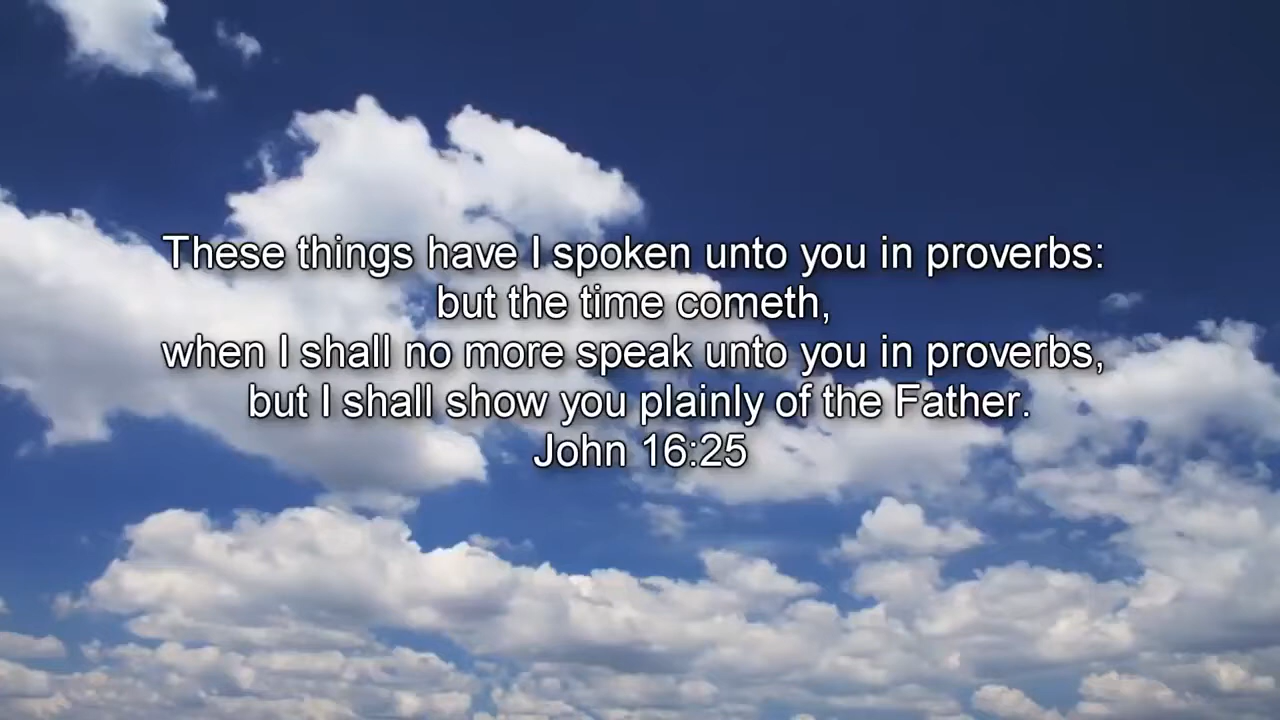 These things have I spoken unto you in proverbs:
but the time cometh,
when I shall no more speak unto you in proverbs,
but I shall show you plainly of the Father.
John 16:25